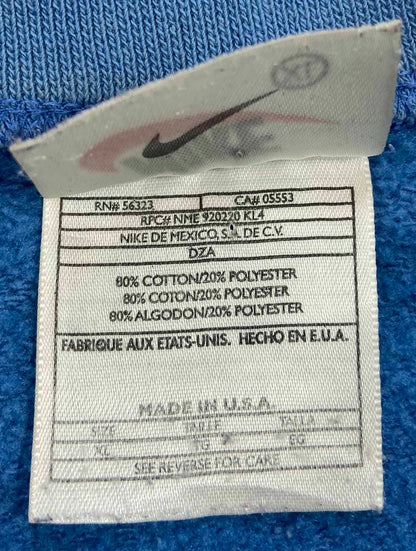 XL
NIKE
RN# 56323 CA# 05553
RPC# NME 920220 KL4
NIKE DE MEXICO, S.A. DE C.V.
DZA
80% COTTON/20% POLYESTER
80% COTON/20% POLYESTER
80% ALGODON/20% POLYESTER
FABRIQUE AUX ETATS-UNIS. HECHO EN E.U.A.
MADE IN U.S.A.
SIZE TAILLE TALLA
XL TG EG
SEE REVERSE FOR CARE